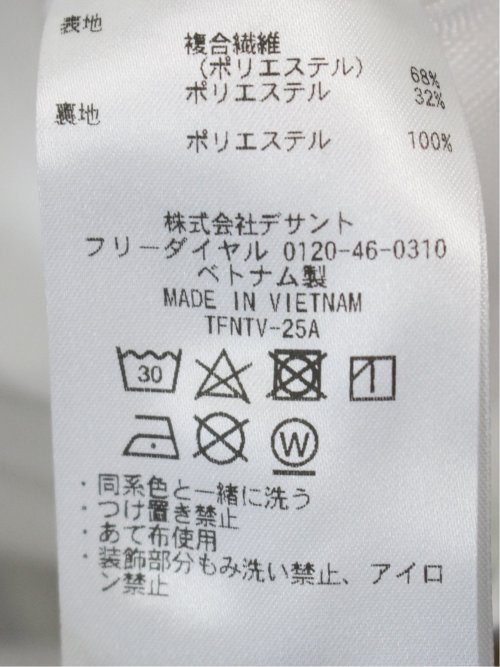 表地
複合繊維
(ポリエステル) 68%
ポリエステル 32%
裏地
ポリエステル 100%
株式会社デサント
フリーダイヤル 0120-46-0310
ベトナム製
MADE IN VIETNAM
TFNTV-25A
30
W
・同系色と一緒に洗う
・つけ置き禁止
・あて布使用
・装飾部分もみ洗い禁止、アイロ
ン禁止